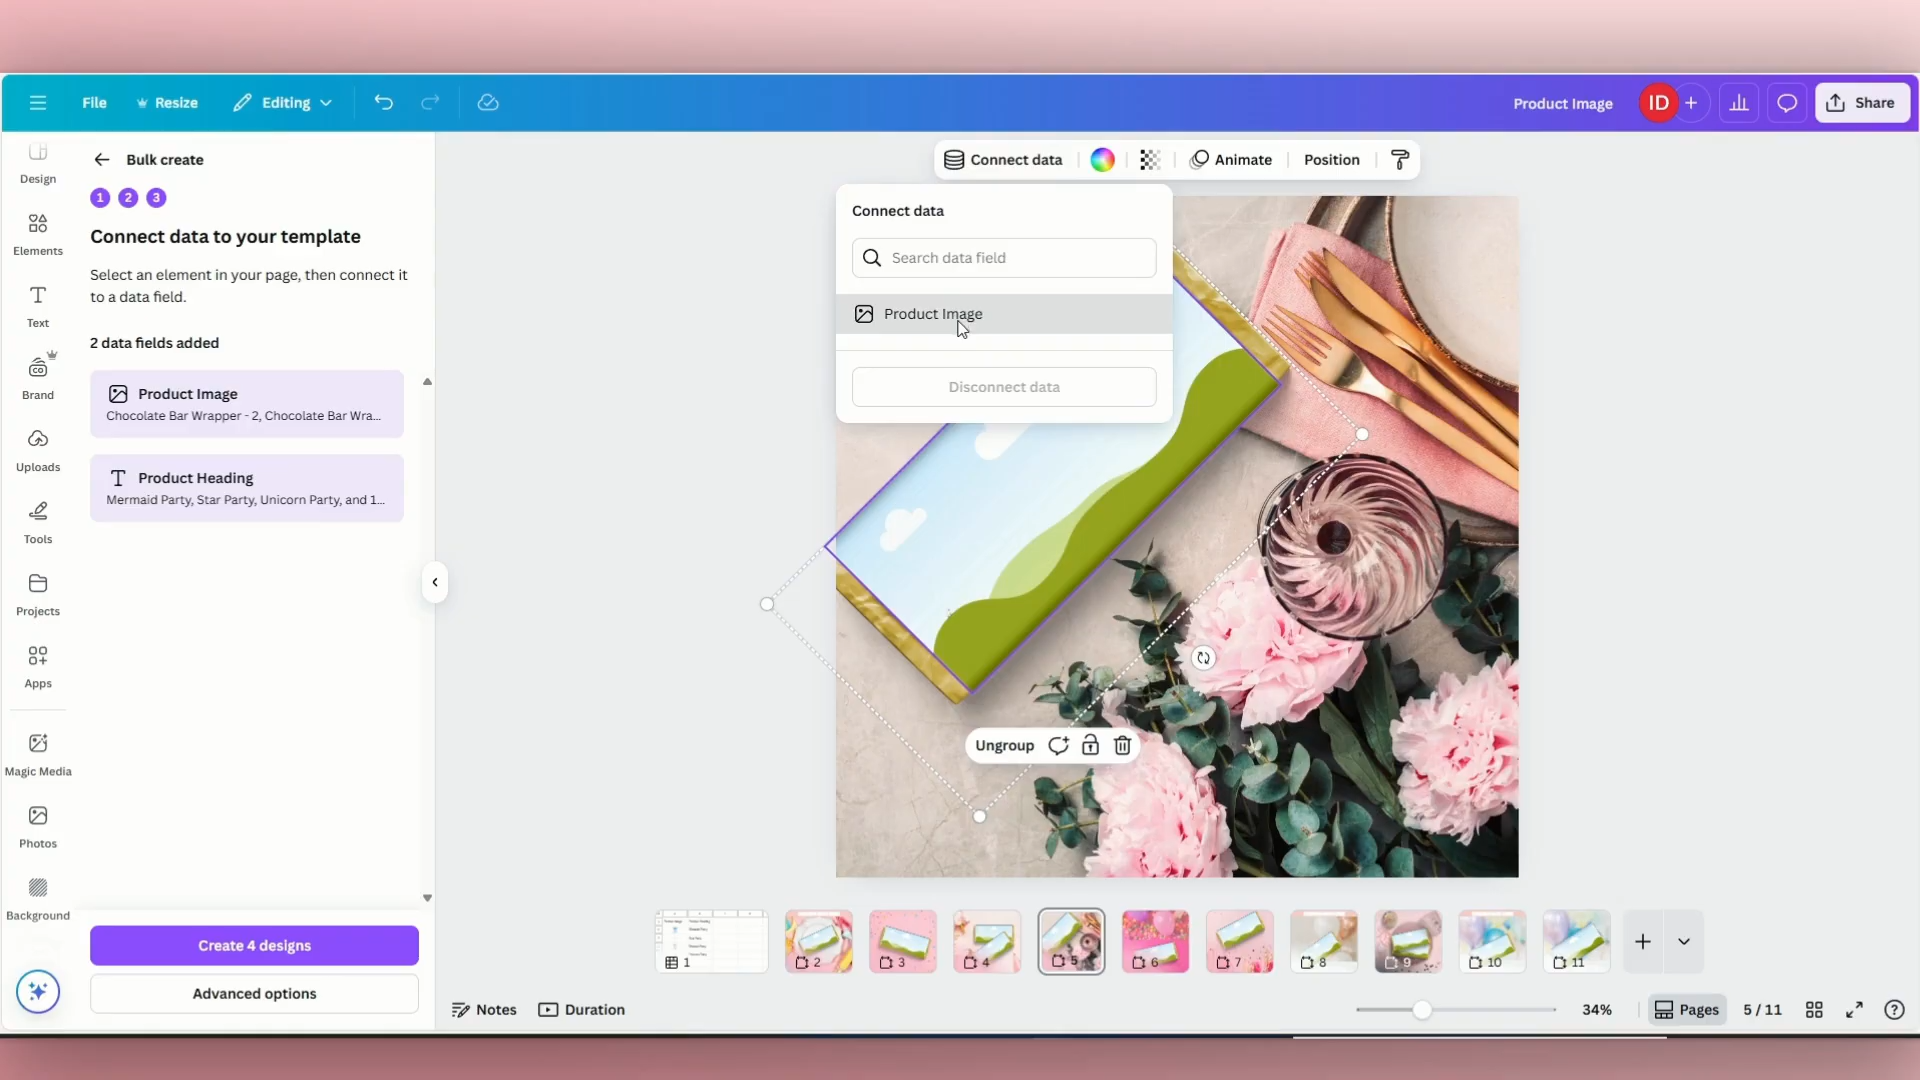 File
Resize
Editing
Product Image
ID
Share
Design
Elements
Text
Brand
Uploads
Tools
Projects
Apps
Magic Media
Photos
Background
Bulk create
1 2 3
Connect data to your template
Select an element in your page, then connect it
to a data field.
2 data fields added
Product Image
Chocolate Bar Wrapper - 2, Chocolate Bar Wra...
Product Heading
Mermaid Party, Star Party, Unicorn Party, and 1...
Create 4 designs
Advanced options
Connect data
Animate
Position
Connect data
Search data field
Product Image
Disconnect data
Ungroup
1
2
3
4
5
6
7
8
9
10
11
Notes
Duration
34%
Pages
5 / 11